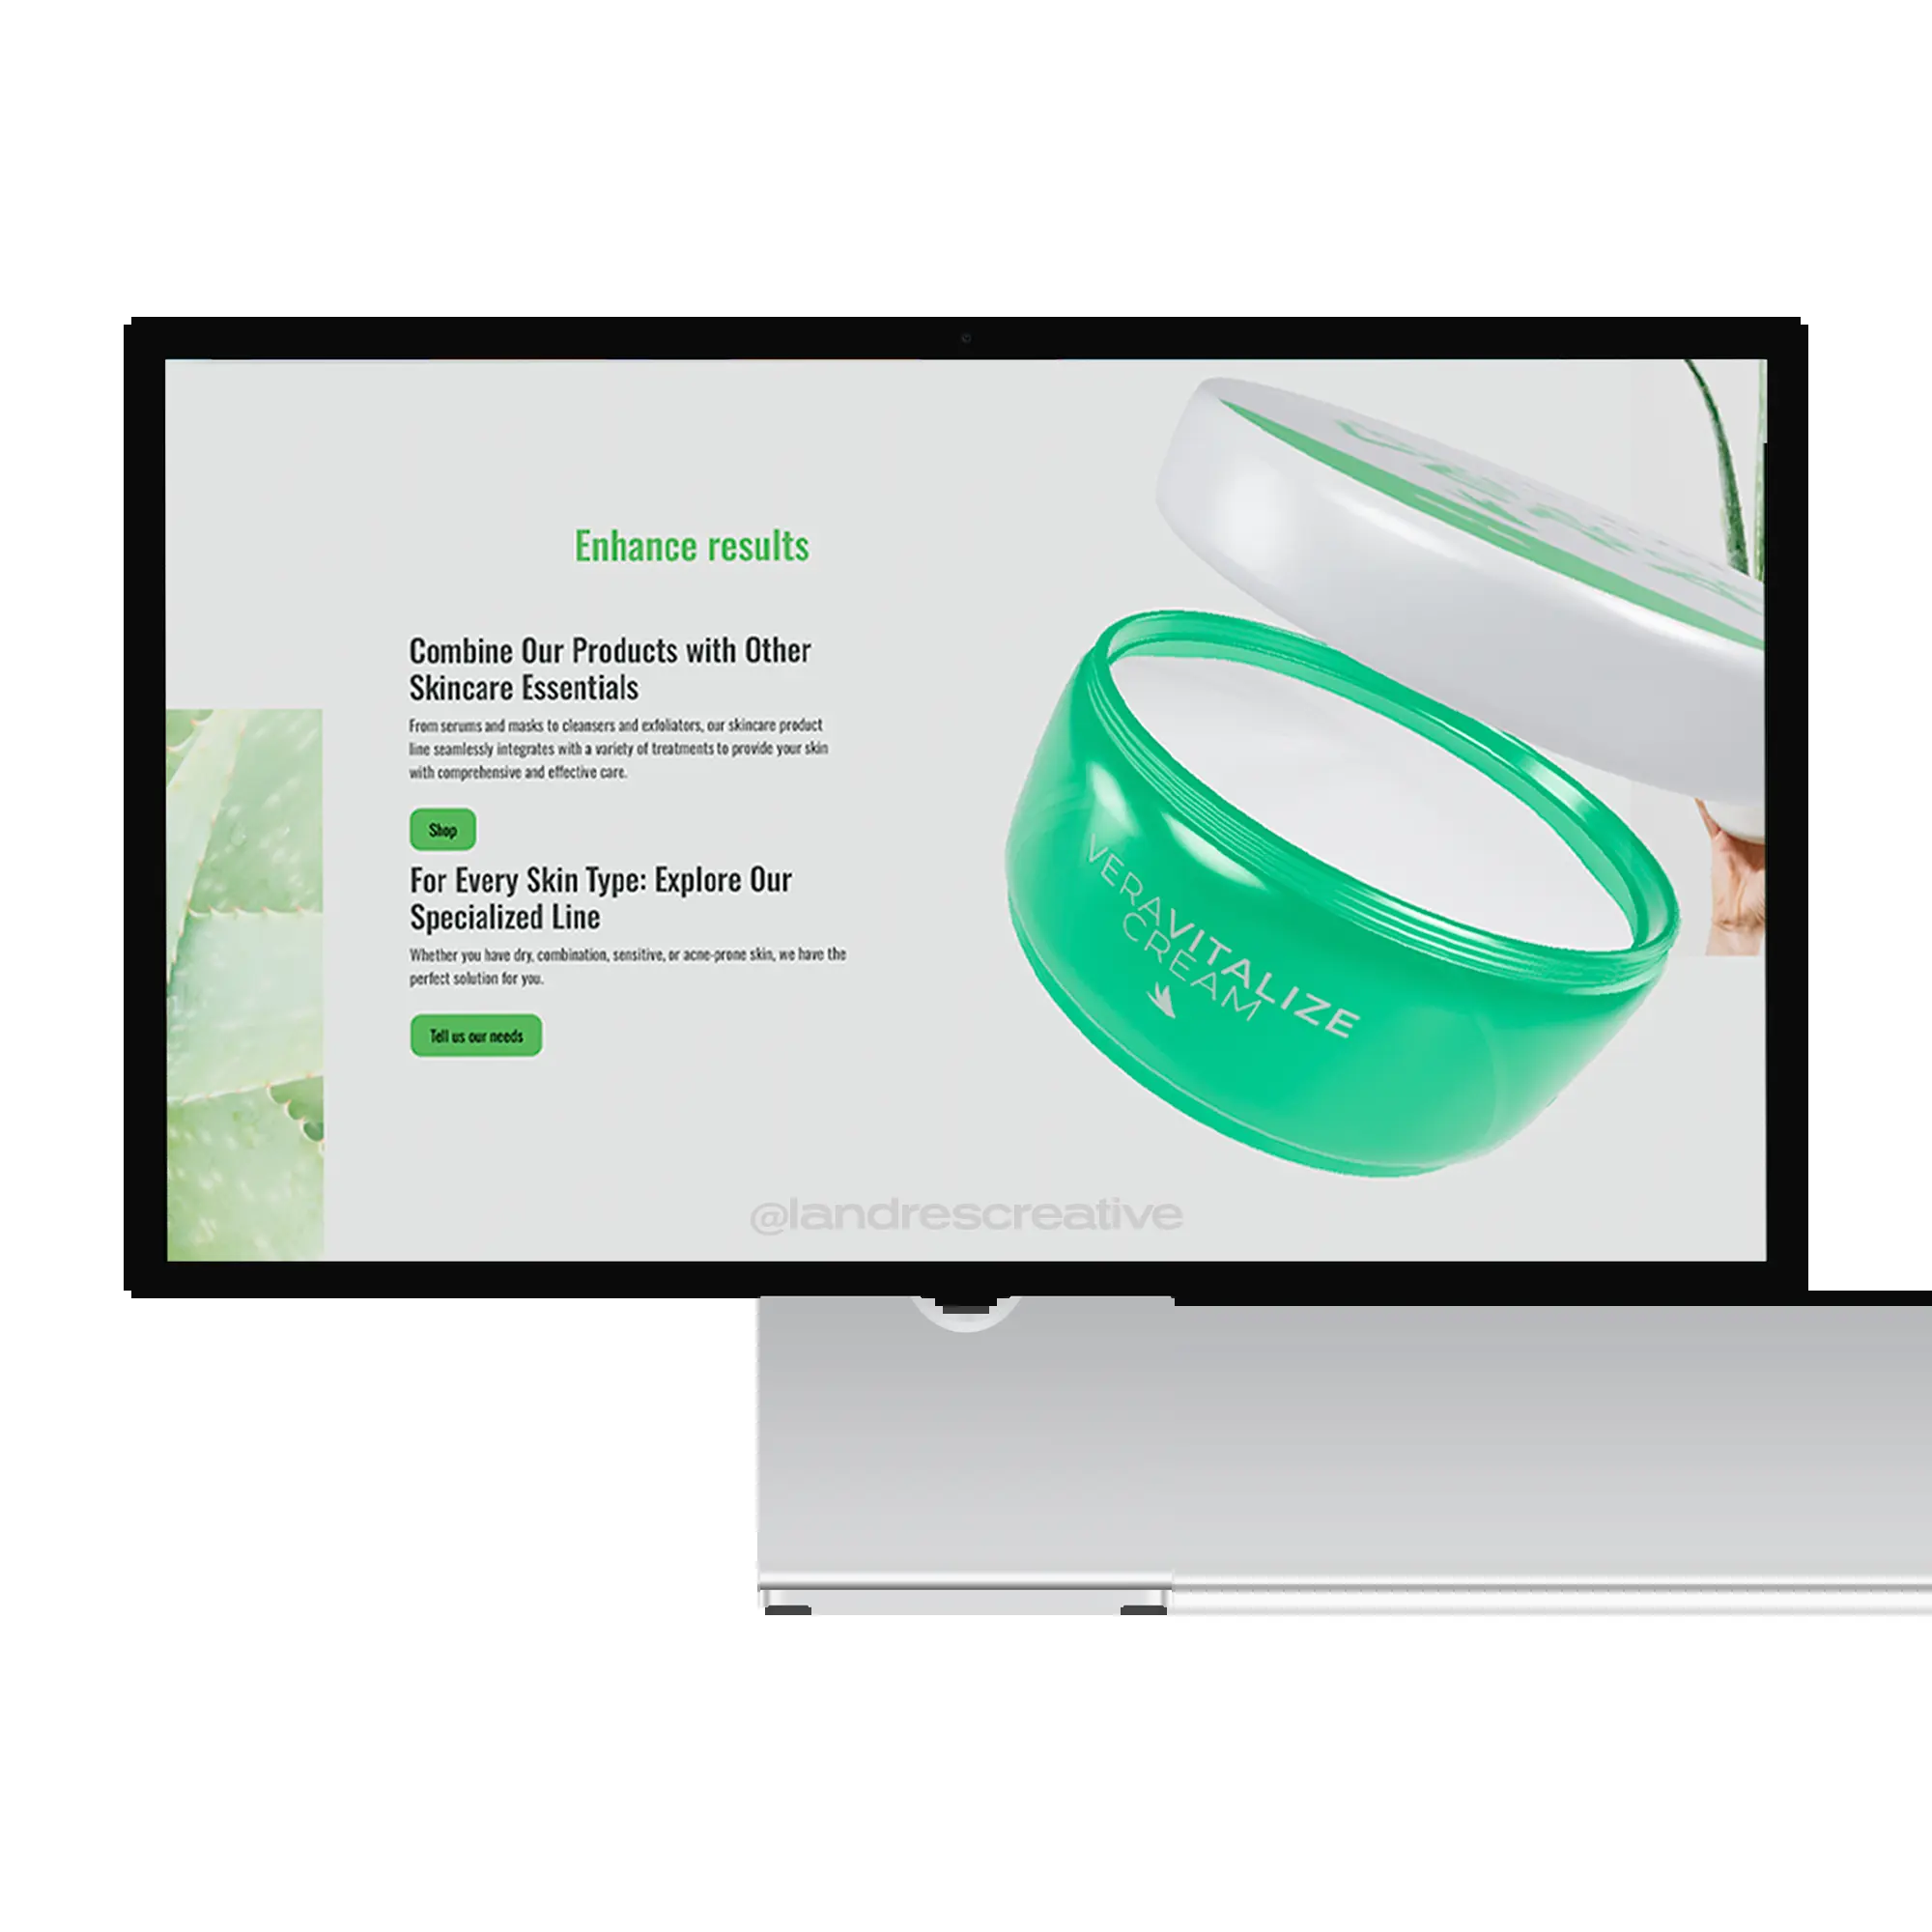 Enhance results
Combine Our Products with Other
Skincare Essentials
From serums and masks to cleansers and exfoliators, our skincare product
line seamlessly integrates with a variety of treatments to provide your skin
with comprehensive and effective care.
Shop
For Every Skin Type: Explore Our
Specialized Line
Whether you have dry, combination, sensitive, or acne-prone skin, we have the
perfect solution for you.
Tell us our needs
VERAVITALIZE
CREAM
@landrescreative